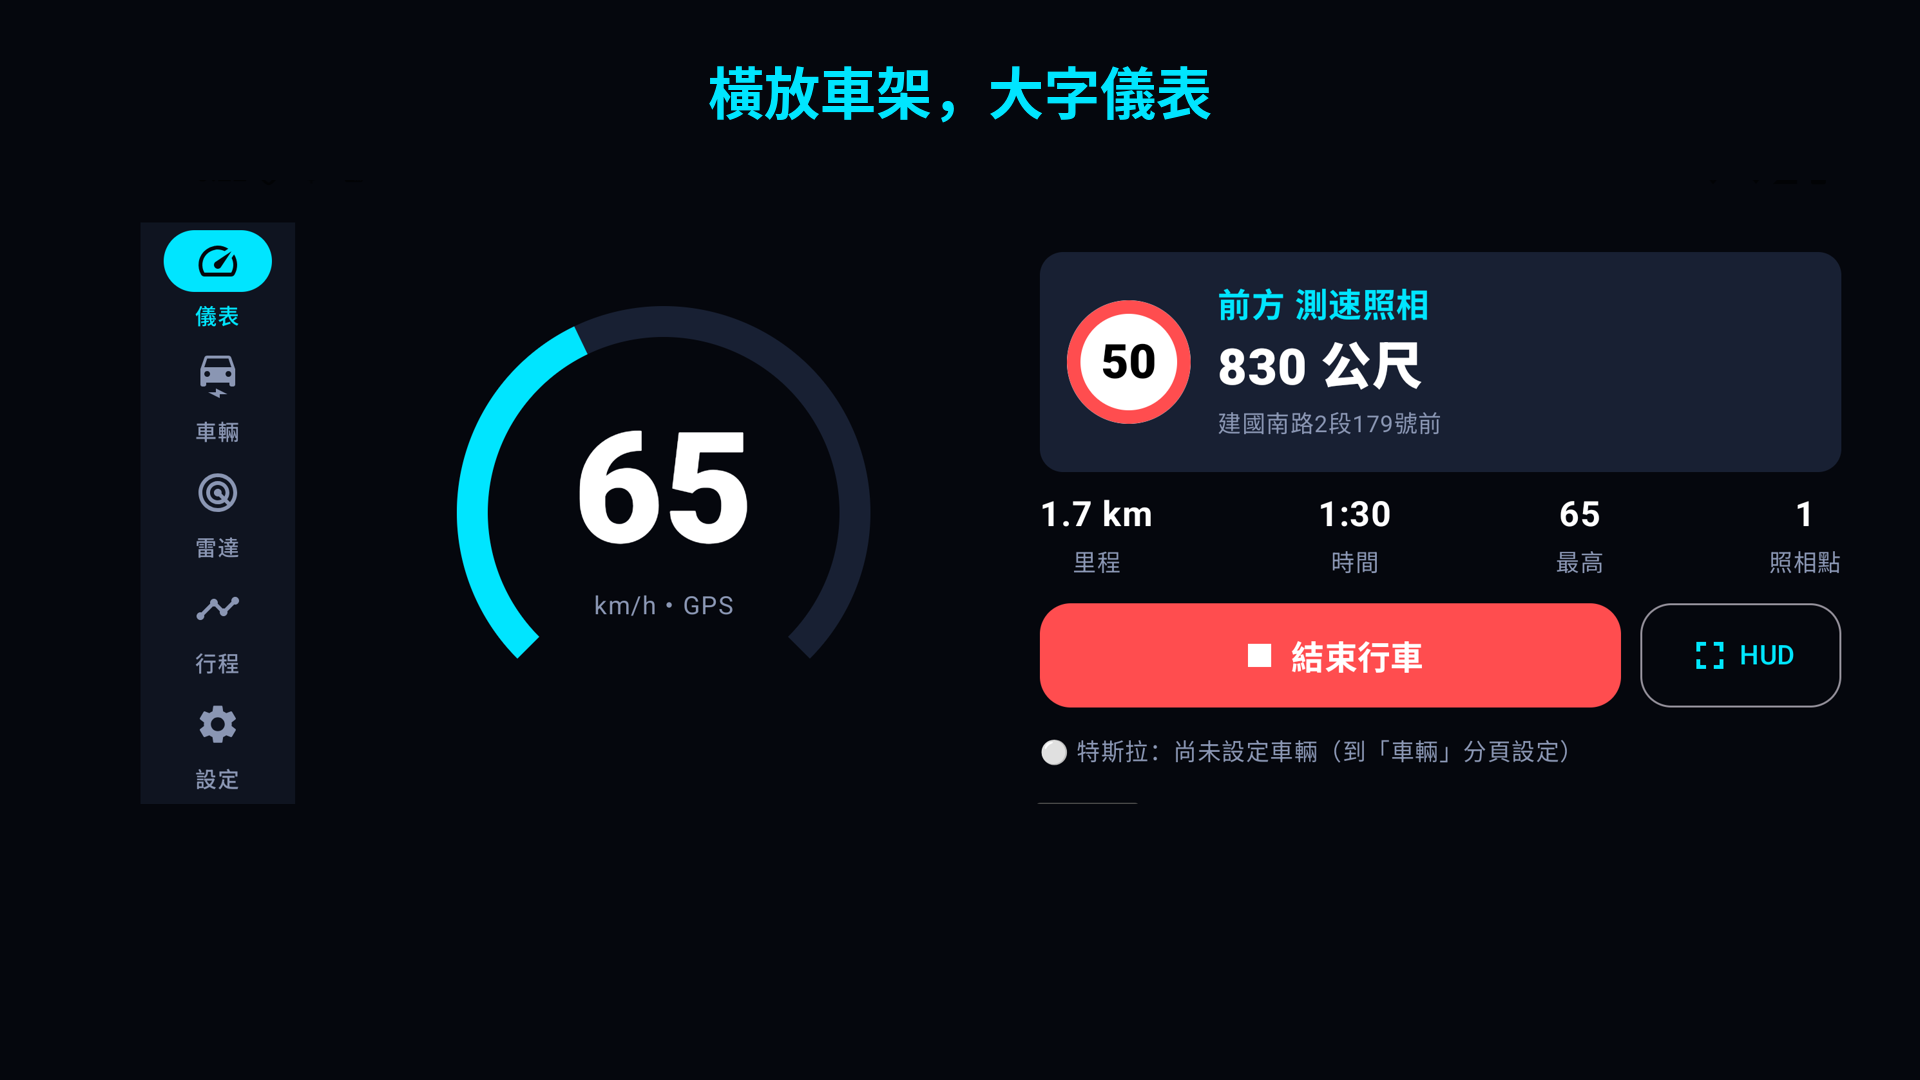 橫放車架，大字儀表
儀表
車輛
雷達
行程
設定
65
km/h • GPS
50
前方 測速照相
830 公尺
建國南路2段179號前
1.7 km
里程
1:30
時間
65
最高
1
照相點
結束行車
HUD
特斯拉：尚未設定車輛（到「車輛」分頁設定）